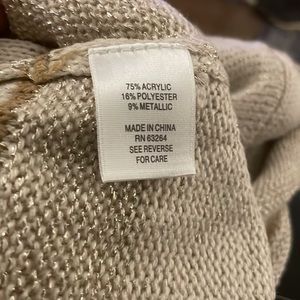 75% ACRYLIC
16% POLYESTER
9% METALLIC
MADE IN CHINA
RN 63264
SEE REVERSE
FOR CARE